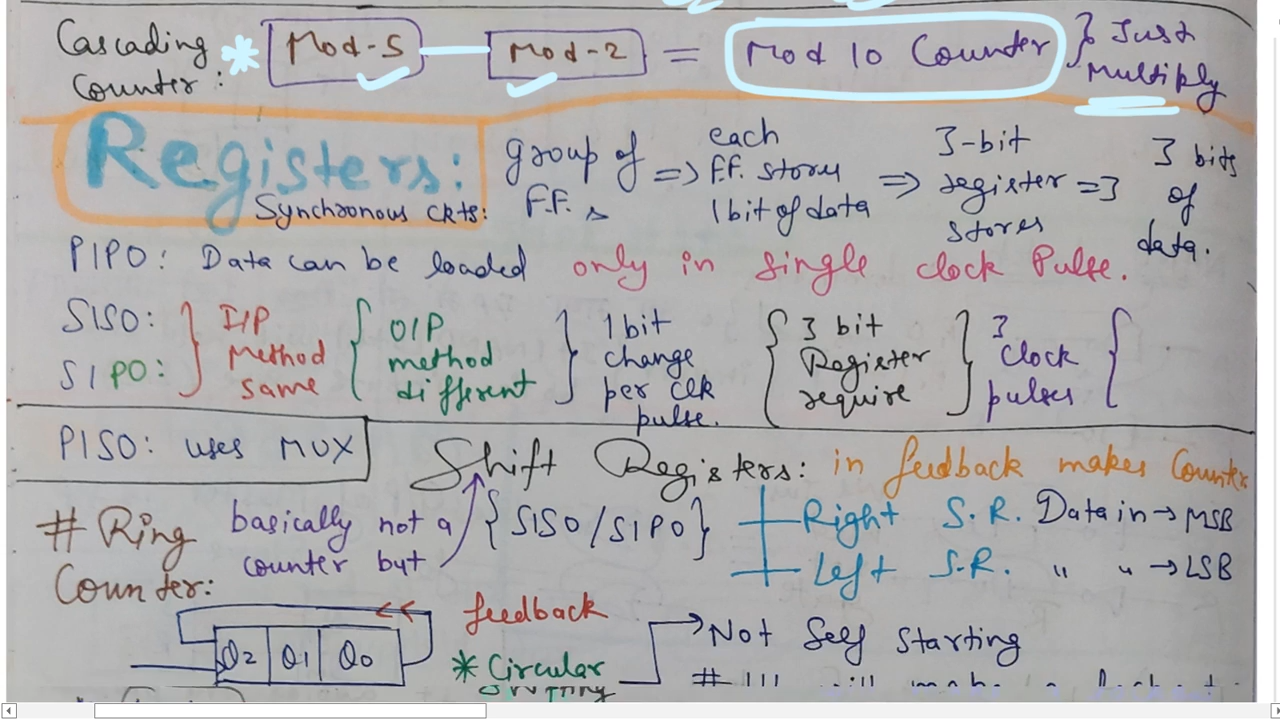 Cascading Counter: * Mod-5 — Mod-2 = Mod 10 Counter } Just Multiply
Registers:
Synchronous Ckts:
group of F.F.s => each F.F. stores 1 bit of data => 3-bit register stores => 3 bits of data.
PIPO: Data can be loaded only in single clock Pulse.
SISO:
SIPO: } I/P Method same { O/P method different } 1 bit change per clk pulse. { 3 bit Register require } 3 clock pulses {
PISO: uses MUX
Shift Registers: in feedback makes Counter
{SISO/SIPO}
Right S.R. Data in → MSB
Left S.R. " " → LSB
# Ring Counter: basically not a counter but
feedback
Q2 Q1 Q0
* Circular
Not Self Starting
# 111 will make